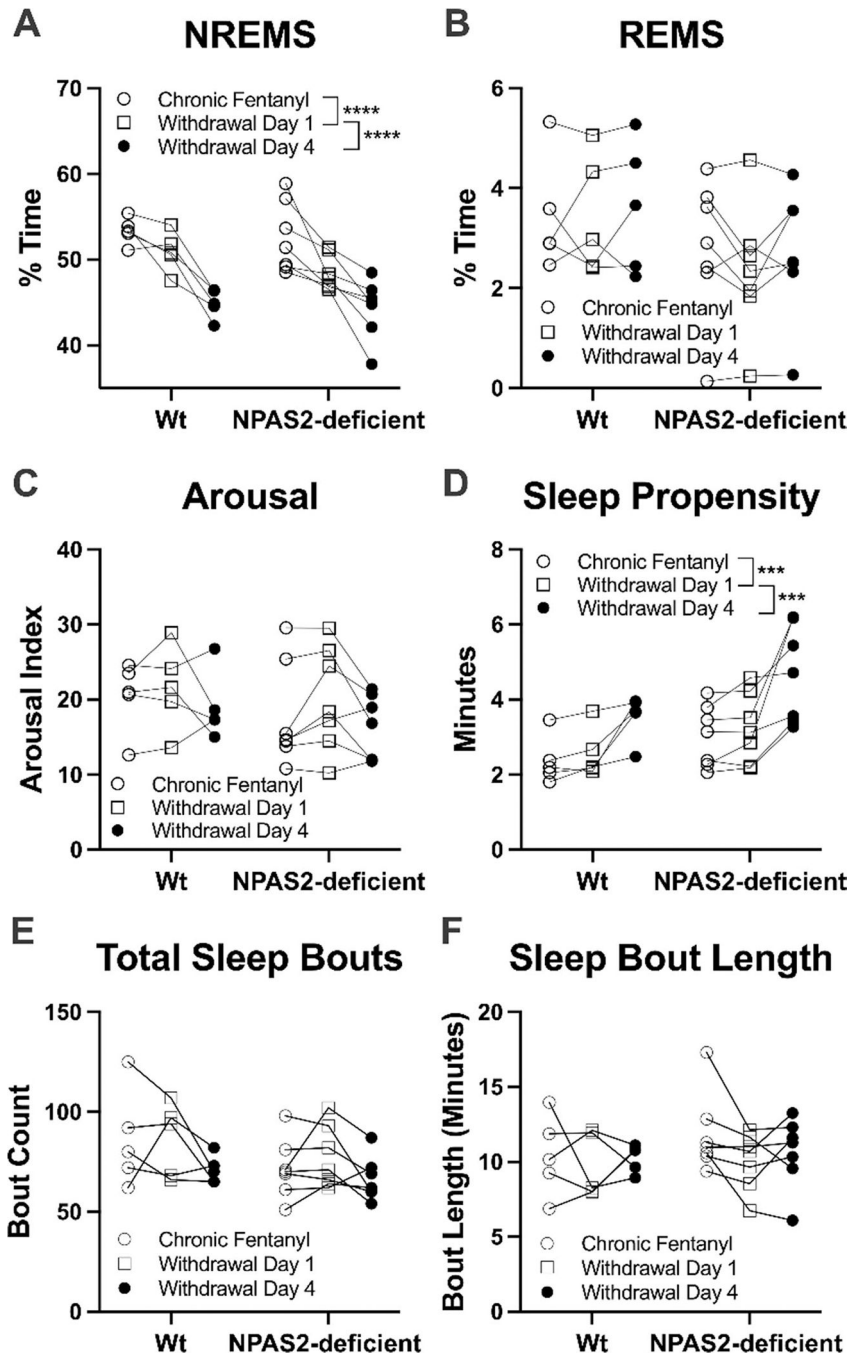 A
NREMS
70
60
50
40
% Time
Chronic Fentanyl
Withdrawal Day 1
Withdrawal Day 4
****
****
Wt
NPAS2-deficient
B
REMS
6
4
2
0
% Time
Chronic Fentanyl
Withdrawal Day 1
Withdrawal Day 4
Wt
NPAS2-deficient
C
Arousal
40
30
20
10
0
Arousal Index
Chronic Fentanyl
Withdrawal Day 1
Withdrawal Day 4
Wt
NPAS2-deficient
D
Sleep Propensity
8
6
4
2
0
Minutes
Chronic Fentanyl
Withdrawal Day 1
Withdrawal Day 4
***
***
Wt
NPAS2-deficient
E
Total Sleep Bouts
150
100
50
0
Bout Count
Chronic Fentanyl
Withdrawal Day 1
Withdrawal Day 4
Wt
NPAS2-deficient
F
Sleep Bout Length
20
15
10
5
0
Bout Length (Minutes)
Chronic Fentanyl
Withdrawal Day 1
Withdrawal Day 4
Wt
NPAS2-deficient